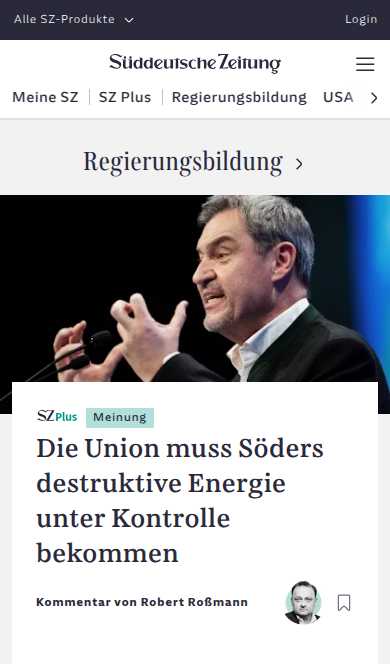 Alle SZ-Produkte
Login
Süddeutsche Zeitung
Meine SZ
SZ Plus
Regierungsbildung
USA
Regierungsbildung
SZ Plus
Meinung
Die Union muss Söders
destruktive Energie
unter Kontrolle
bekommen
Kommentar von Robert Roßmann